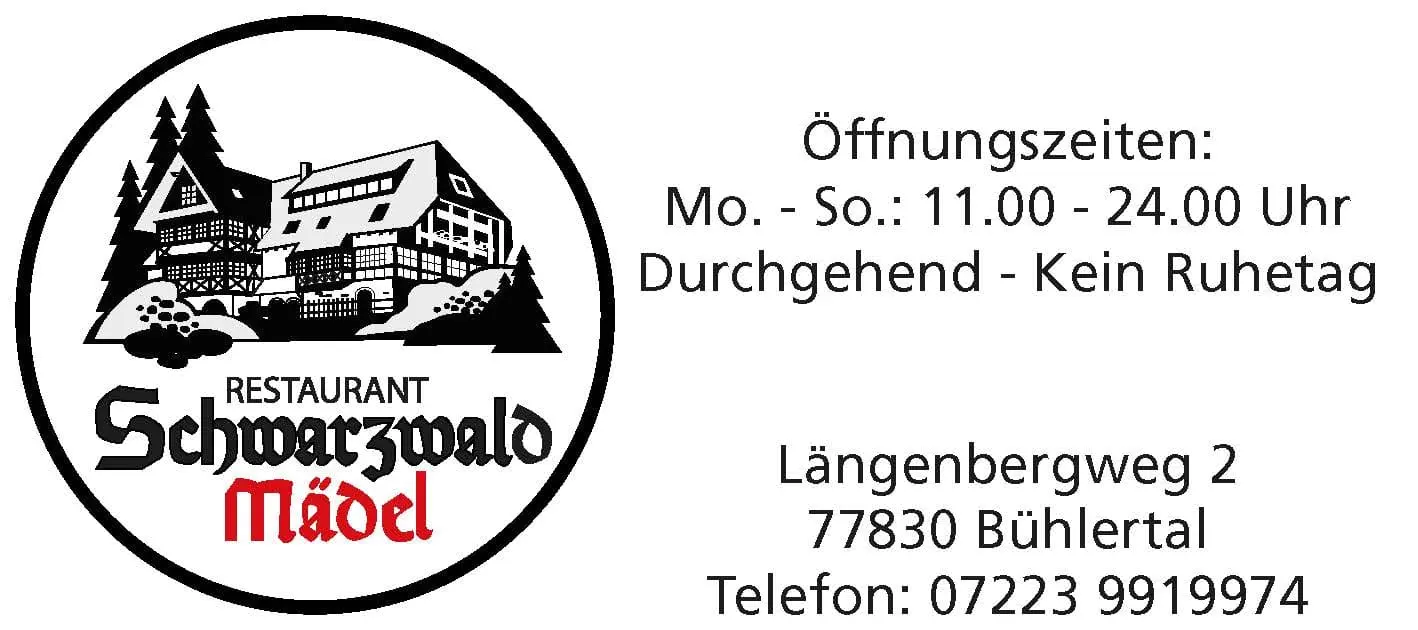 RESTAURANT
Schwarzwald
Mädel
Öffnungszeiten:
Mo. - So.: 11.00 - 24.00 Uhr
Durchgehend - Kein Ruhetag
Längenbergweg 2
77830 Bühlertal
Telefon: 07223 9919974